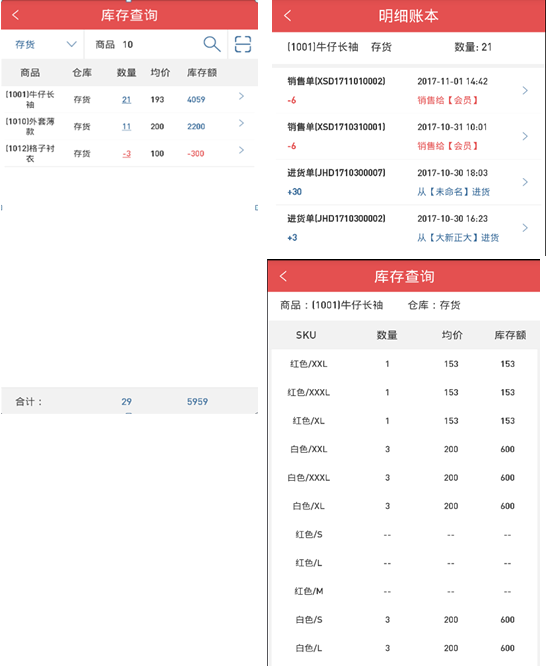 库存查询
存货 商品 10
商品 仓库 数量 均价 库存额
(1001)牛仔长袖 存货 21 193 4059
(1010)外套薄款 存货 11 200 2200
(1012)格子衬衣 存货 -3 100 -300
合计： 29 5959
明细账本
(1001)牛仔长袖 存货 数量: 21
销售单(XSD1711010002) 2017-11-01 14:42
-6 销售给【会员】
销售单(XSD1710310001) 2017-10-31 10:01
-6 销售给【会员】
进货单(JHD1710300007) 2017-10-30 18:03
+30 从【未命名】进货
进货单(JHD1710300002) 2017-10-30 16:23
+3 从【大新正大】进货
库存查询
商品：(1001)牛仔长袖 仓库：存货
SKU 数量 均价 库存额
红色/XXL 1 153 153
红色/XXXL 1 153 153
红色/XL 1 153 153
白色/XXL 3 200 600
白色/XXXL 3 200 600
白色/XL 3 200 600
红色/S -- -- --
红色/L -- -- --
红色/M -- -- --
白色/S 3 200 600
白色/L 3 200 600